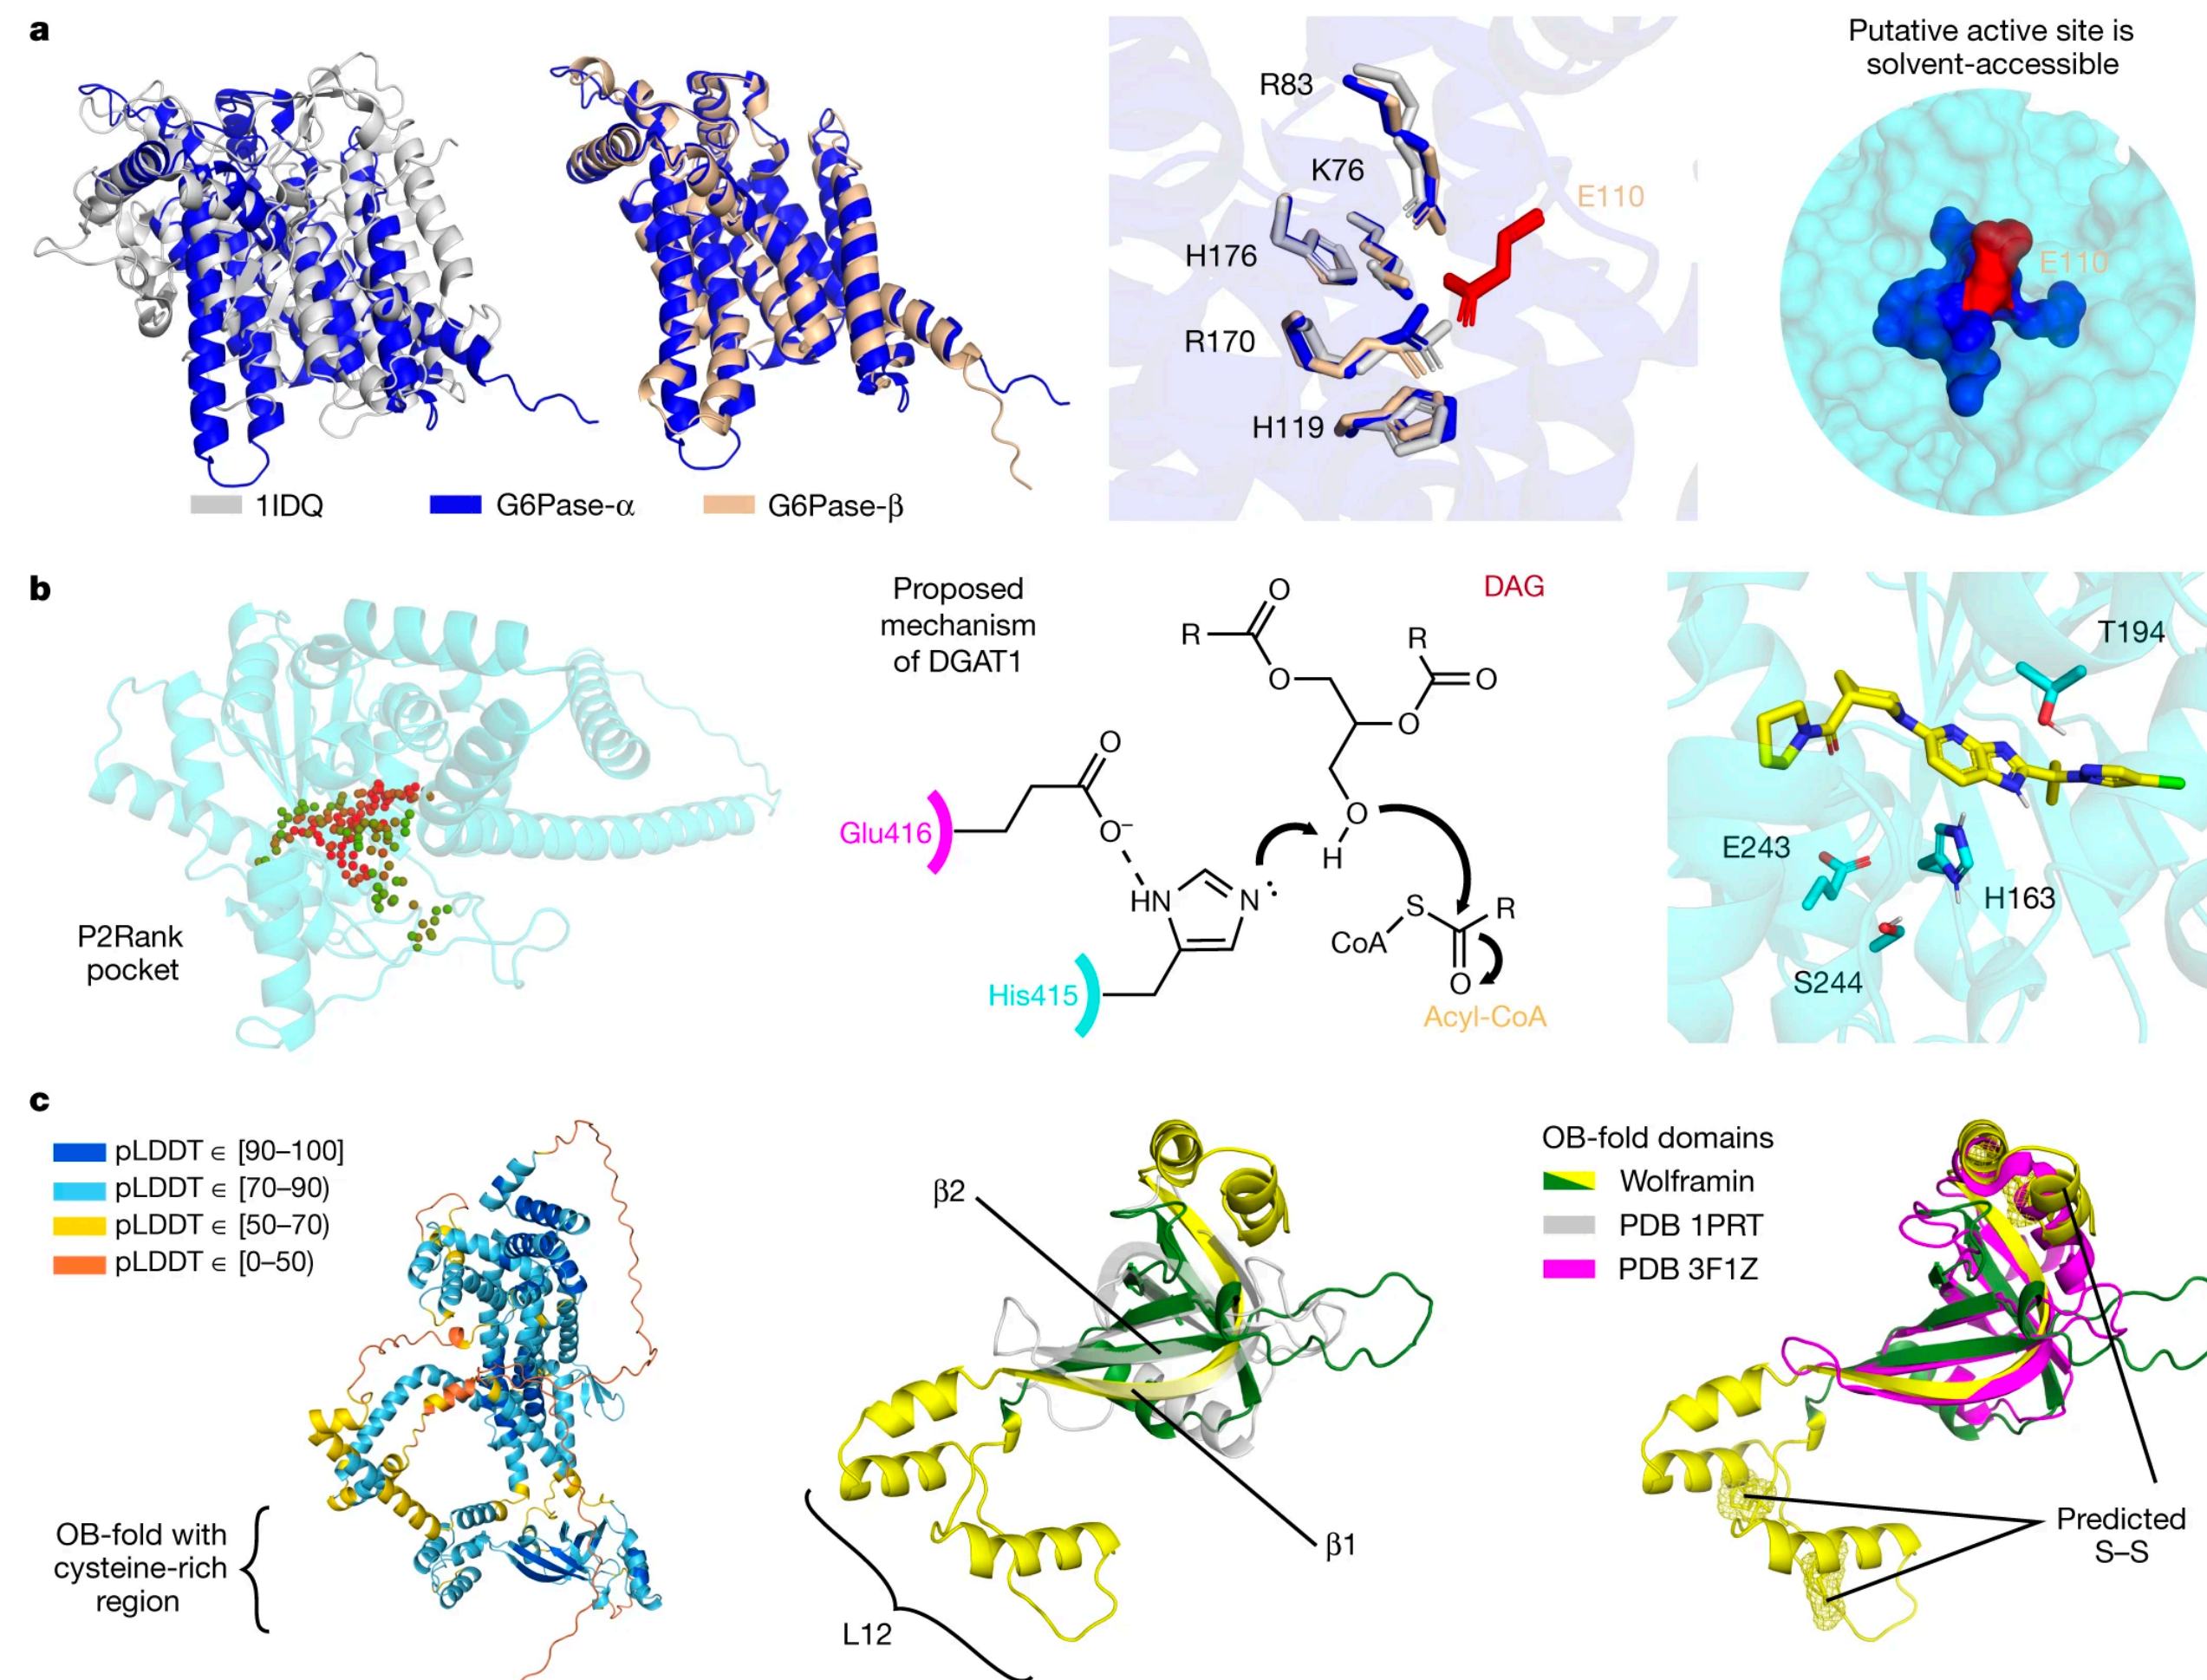 a
Putative active site is
solvent-accessible
R83
K76
E110
H176
E110
R170
H119
1IDQ
G6Pase-α
G6Pase-β
b
Proposed
mechanism
of DGAT1
DAG
O
R
R
O
O
O
T194
O
O
Glu416
O⁻
H
E243
HN
N
:
S
R
H163
P2Rank
pocket
CoA
S244
O
His415
Acyl-CoA
c
pLDDT ∈ [90–100]
pLDDT ∈ [70–90)
pLDDT ∈ [50–70)
pLDDT ∈ [0–50)
OB-fold with
cysteine-rich
region
β2
β1
L12
OB-fold domains
Wolframin
PDB 1PRT
PDB 3F1Z
Predicted
S–S